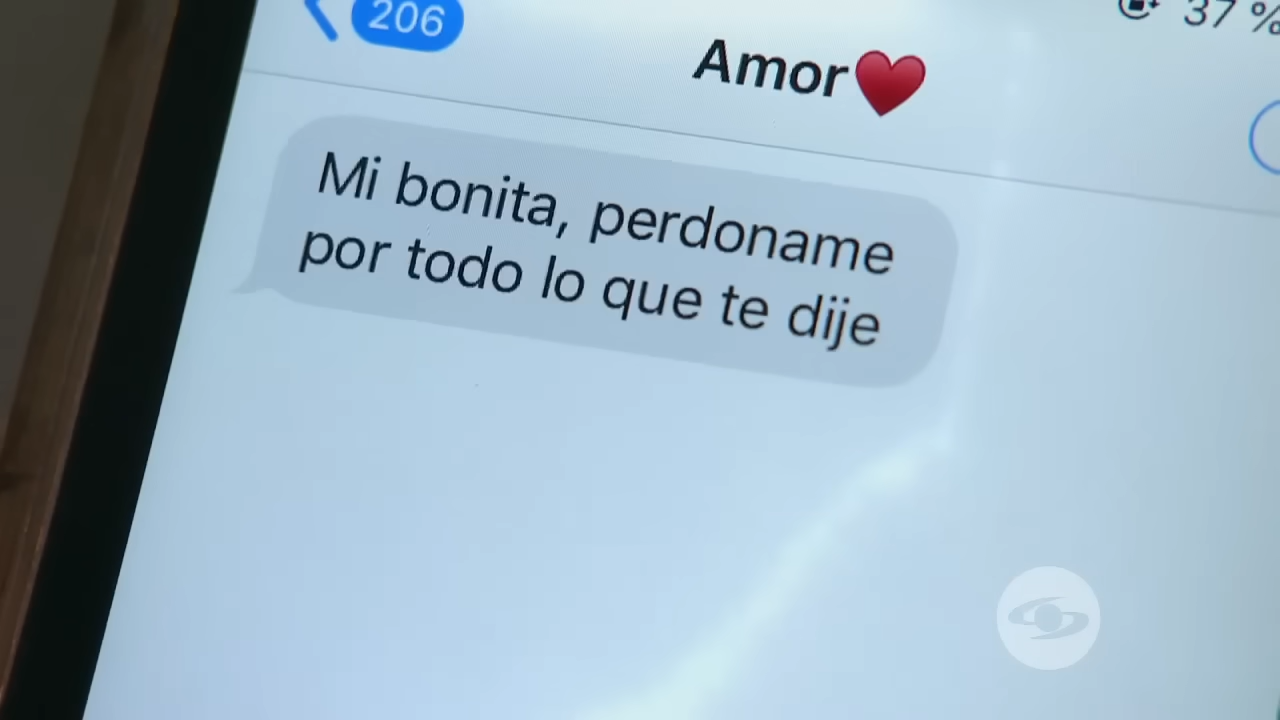 206
37 %
Amor❤️
Mi bonita, perdoname
por todo lo que te dije